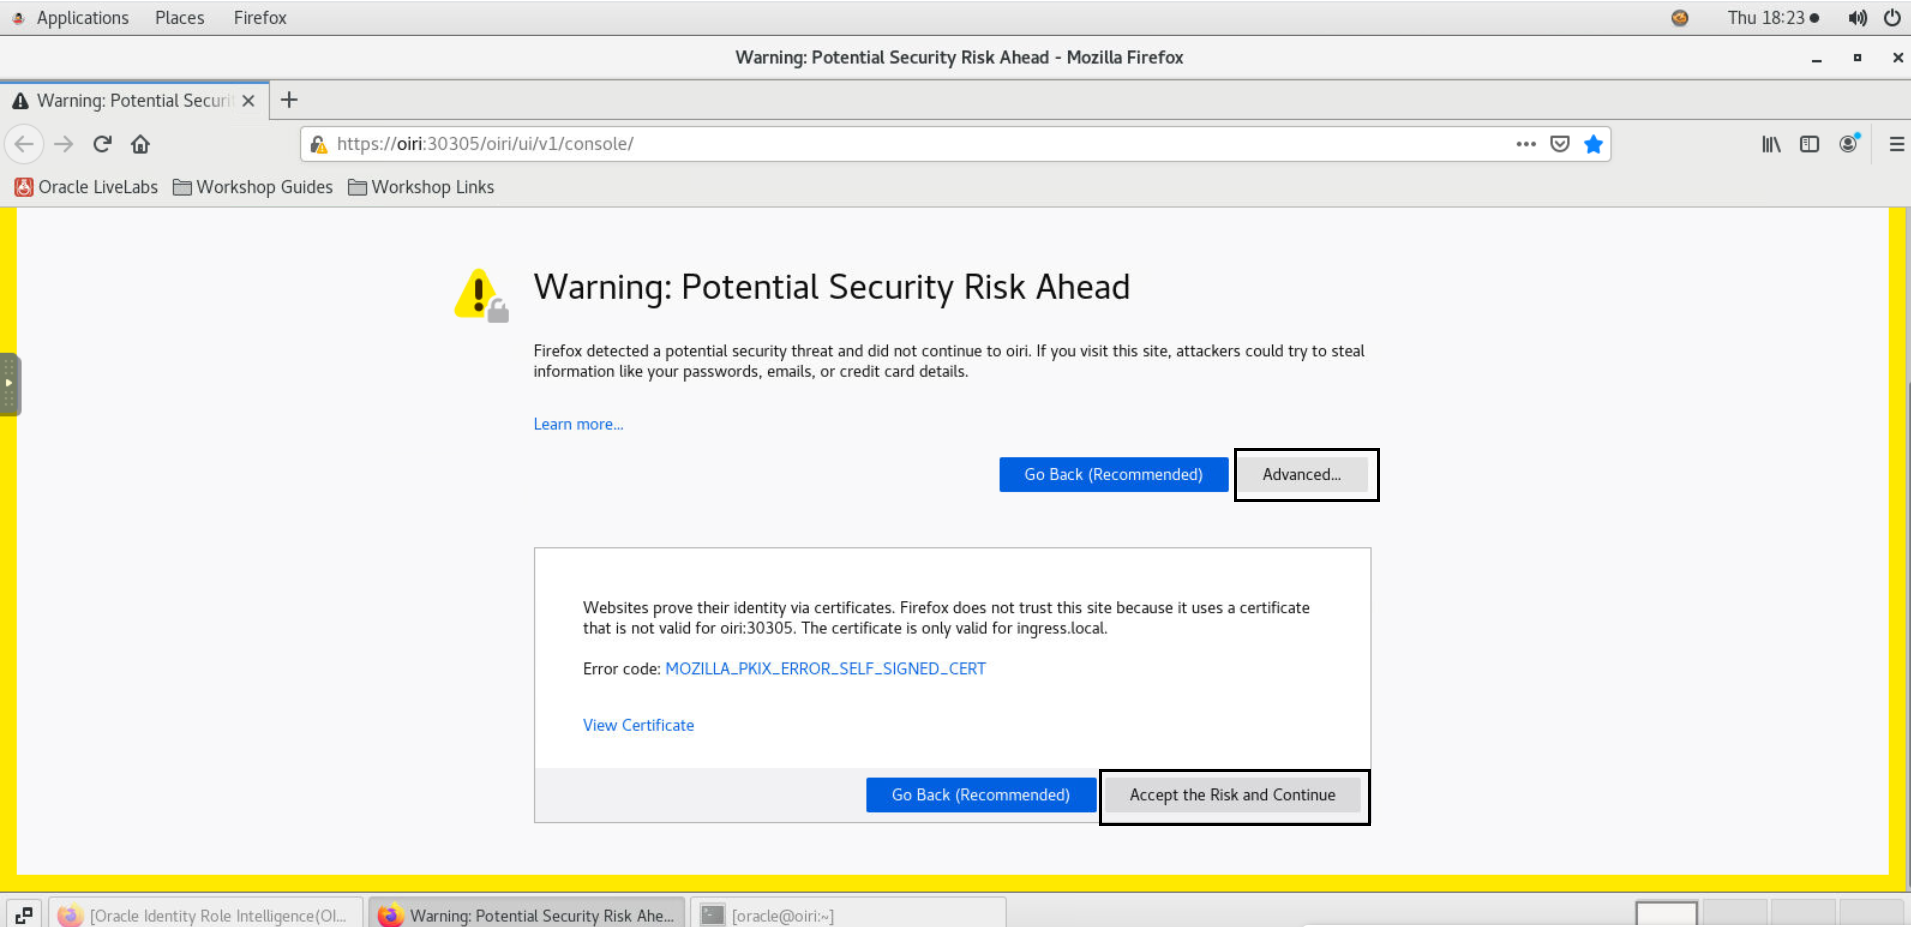 Applications Places Firefox Thu 18:23
Warning: Potential Security Risk Ahead - Mozilla Firefox
Warning: Potential Securit
https://oiri:30305/oiri/ui/v1/console/
Oracle LiveLabs Workshop Guides Workshop Links
Warning: Potential Security Risk Ahead
Firefox detected a potential security threat and did not continue to oiri. If you visit this site, attackers could try to steal
information like your passwords, emails, or credit card details.
Learn more...
Go Back (Recommended) Advanced...
Websites prove their identity via certificates. Firefox does not trust this site because it uses a certificate
that is not valid for oiri:30305. The certificate is only valid for ingress.local.
Error code: MOZILLA_PKIX_ERROR_SELF_SIGNED_CERT
View Certificate
Go Back (Recommended) Accept the Risk and Continue
[Oracle Identity Role Intelligence(OI... Warning: Potential Security Risk Ahe... [oracle@oiri:~]